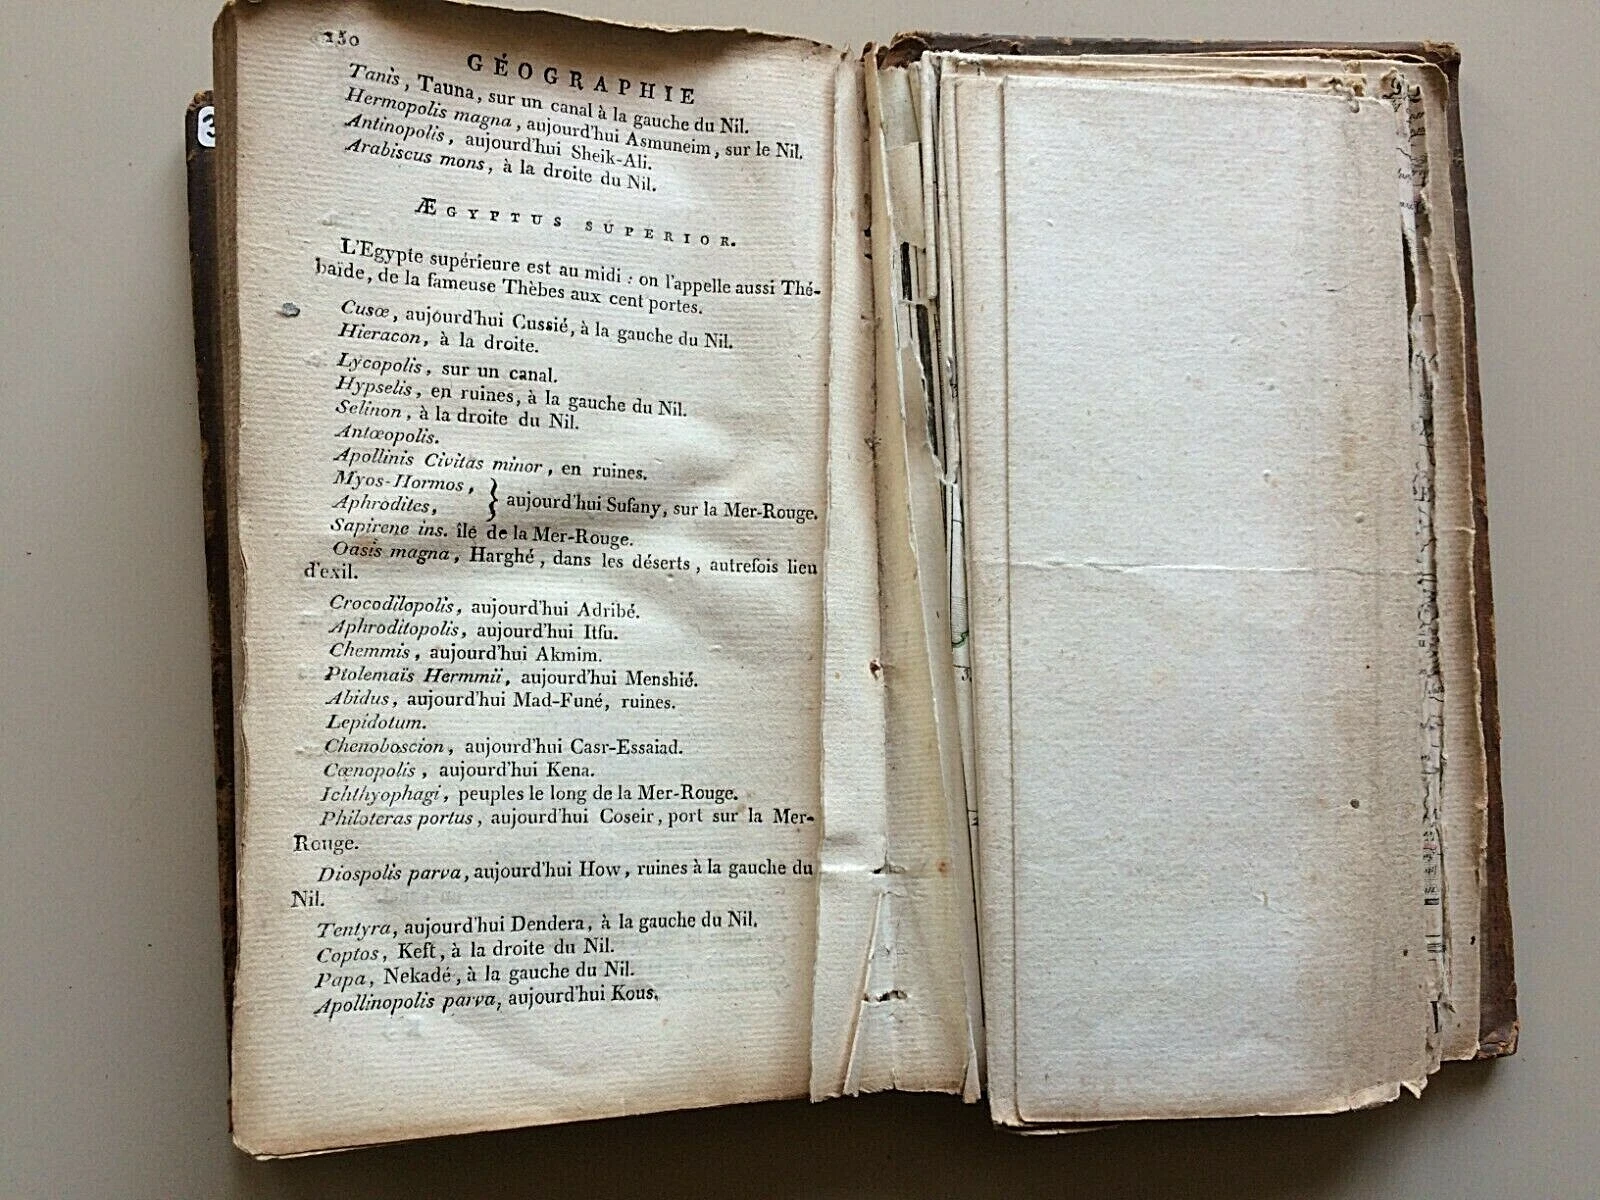 150
GÉOGRAPHIE
Tanis, Tauna, sur un canal à la gauche du Nil.
Hermopolis magna, aujourd'hui Asmuneim, sur le Nil.
Antinopolis, aujourd'hui Sheik-Ali.
Arabiscus mons, à la droite du Nil.
ÆGYPTUS SUPERIOR.
L'Egypte supérieure est au midi : on l'appelle aussi Thé-
baïde, de la fameuse Thèbes aux cent portes.
Cusœ, aujourd'hui Cussié, à la gauche du Nil.
Hieracon, à la droite.
Lycopolis, sur un canal.
Hypselis, en ruines, à la gauche du Nil.
Selinon, à la droite du Nil.
Antœopolis.
Apollinis Civitas minor, en ruines.
Myos-Hormos,
Aphrodites, } aujourd'hui Sufany, sur la Mer-Rouge.
Sapirene ins. île de la Mer-Rouge.
Oasis magna, Harghé, dans les déserts, autrefois lieu
d'exil.
Crocodilopolis, aujourd'hui Adribé.
Aphroditopolis, aujourd'hui Itfu.
Chemmis, aujourd'hui Akmim.
Ptolemaïs Hermmii, aujourd'hui Menshié.
Abidus, aujourd'hui Mad-Funé, ruines.
Lepidotum.
Chenoboscion, aujourd'hui Casr-Essaiad.
Cœnopolis, aujourd'hui Kena.
Ichthyophagi, peuples le long de la Mer-Rouge.
Philoteras portus, aujourd'hui Coseir, port sur la Mer-
Rouge.
Diospolis parva, aujourd'hui How, ruines à la gauche du
Nil.
Tentyra, aujourd'hui Dendera, à la gauche du Nil.
Coptos, Keft, à la droite du Nil.
Papa, Nekadé, à la gauche du Nil.
Apollinopolis parva, aujourd'hui Kous.